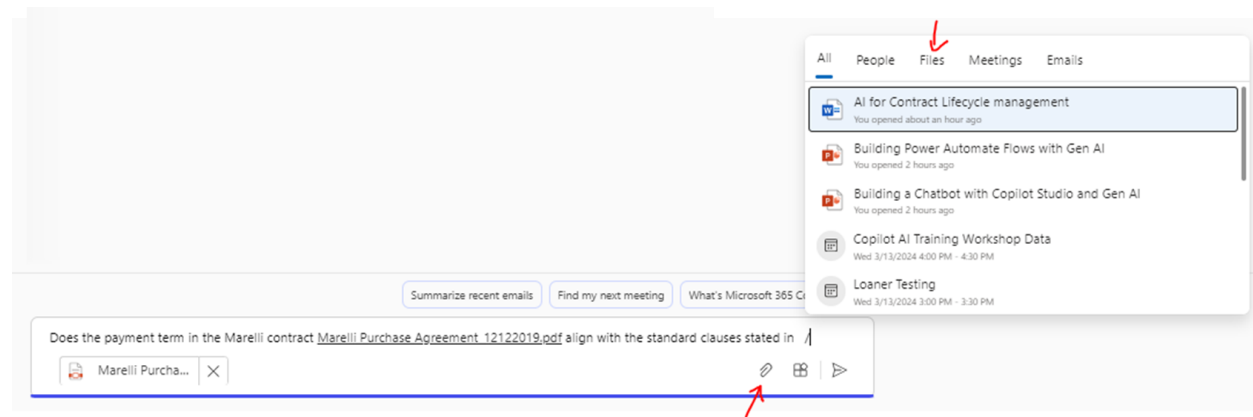 All People Files Meetings Emails
AI for Contract Lifecycle management
You opened about an hour ago
Building Power Automate Flows with Gen AI
You opened 2 hours ago
Building a Chatbot with Copilot Studio and Gen AI
You opened 2 hours ago
Copilot AI Training Workshop Data
Wed 3/13/2024 4:00 PM - 4:30 PM
Loaner Testing
Wed 3/13/2024 3:00 PM - 3:30 PM
Summarize recent emails Find my next meeting What's Microsoft 365 Co
Does the payment term in the Marelli contract Marelli Purchase Agreement_12122019.pdf align with the standard clauses stated in /
Marelli Purcha...